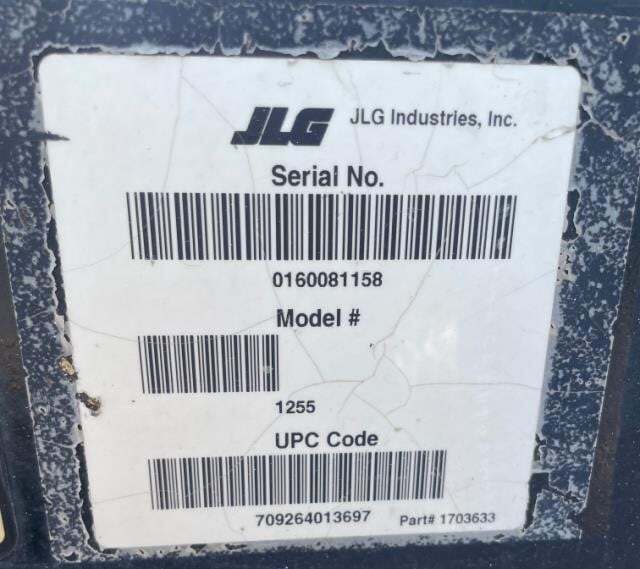 JLG JLG Industries, Inc.
Serial No.
0160081158
Model #
1255
UPC Code
709264013697 Part# 1703633